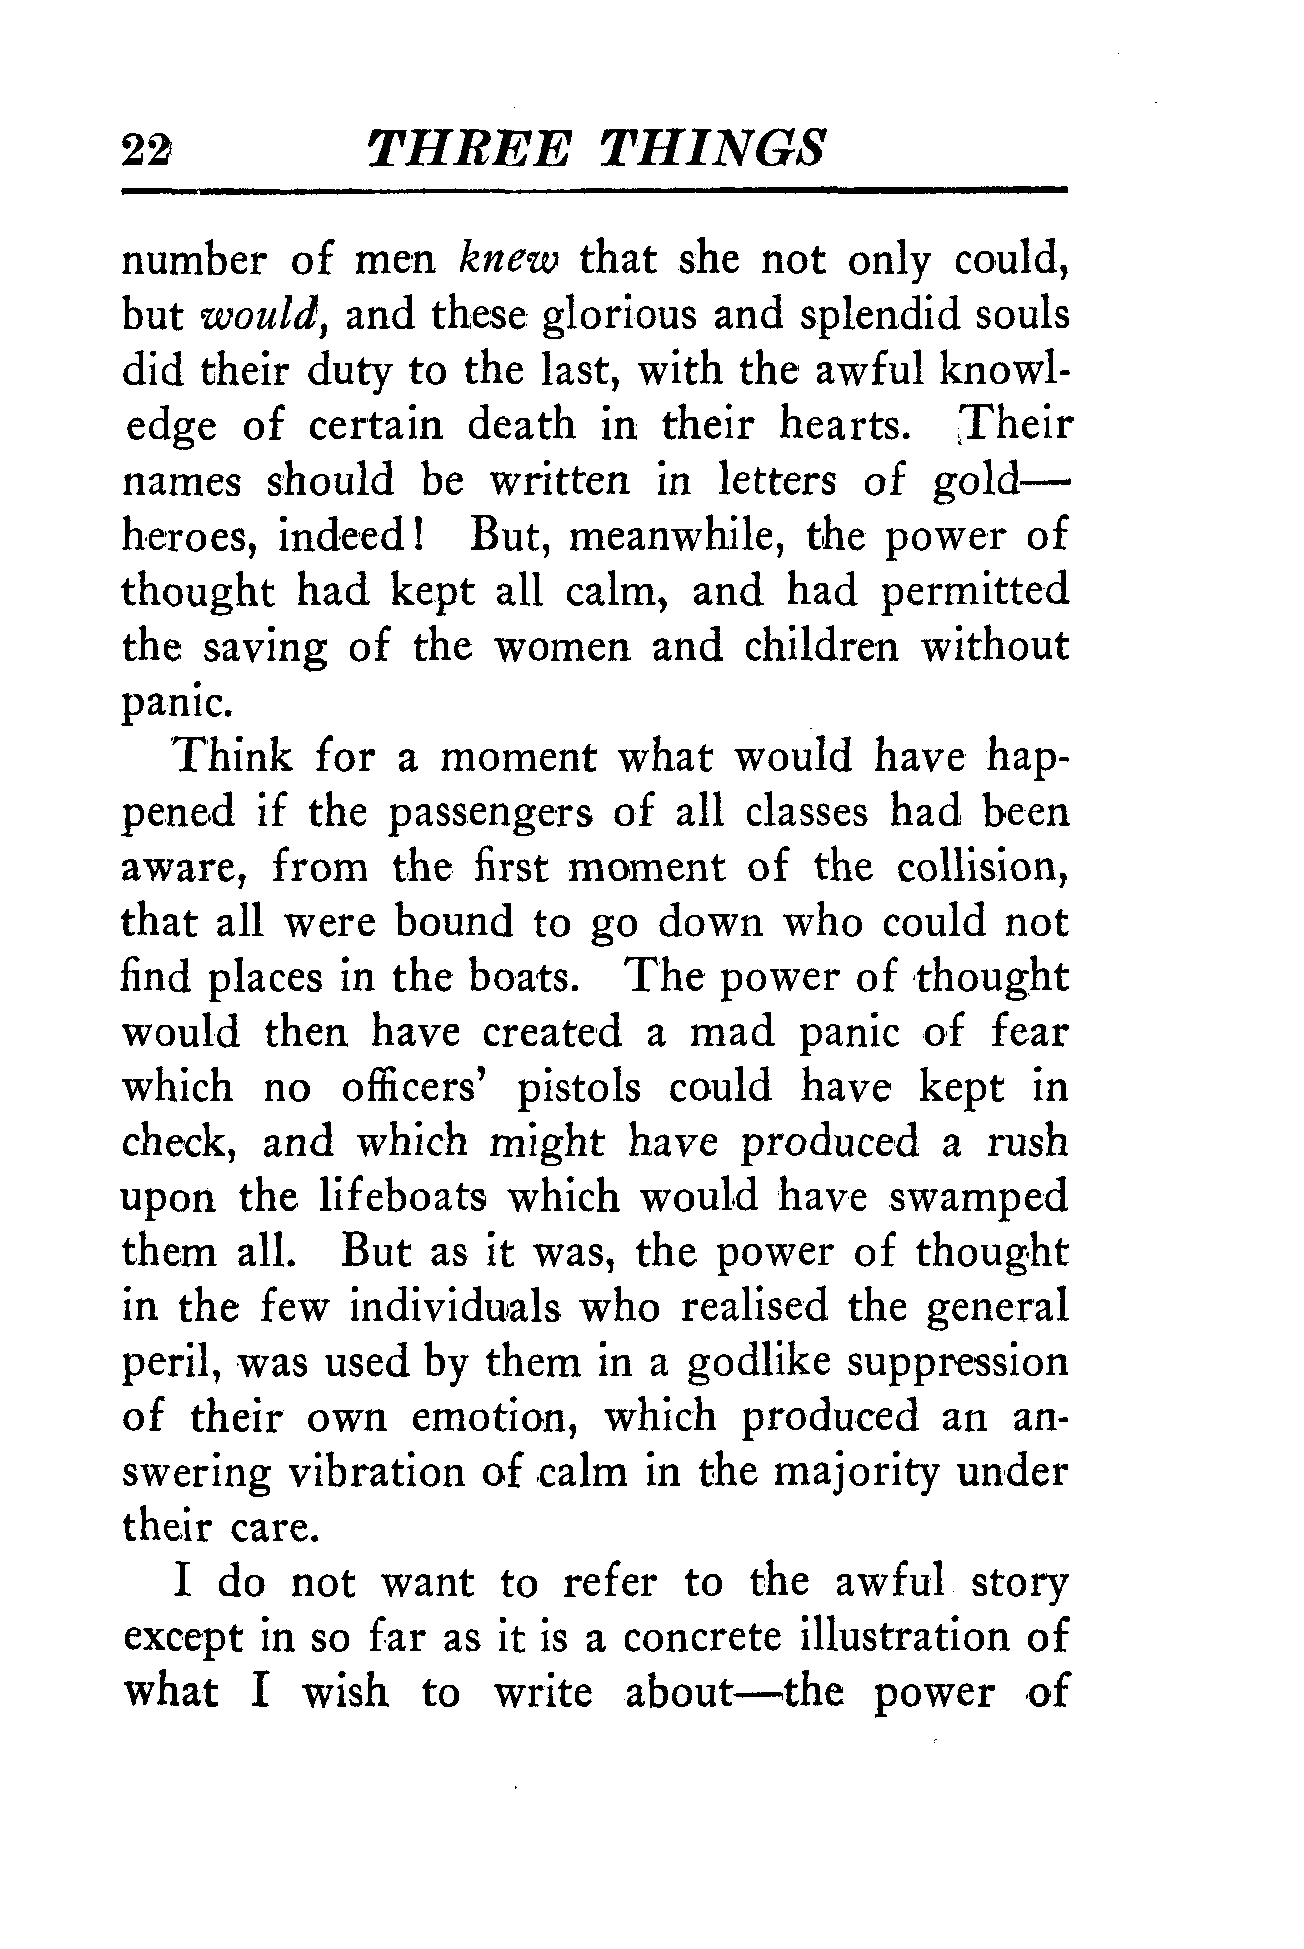 22 THREE THINGS
number of men knew that she not only could,
but would, and these glorious and splendid souls
did their duty to the last, with the awful knowl-
edge of certain death in their hearts. Their
names should be written in letters of gold—
heroes, indeed! But, meanwhile, the power of
thought had kept all calm, and had permitted
the saving of the women and children without
panic.
Think for a moment what would have hap-
pened if the passengers of all classes had been
aware, from the first moment of the collision,
that all were bound to go down who could not
find places in the boats. The power of thought
would then have created a mad panic of fear
which no officers' pistols could have kept in
check, and which might have produced a rush
upon the lifeboats which would have swamped
them all. But as it was, the power of thought
in the few individuals who realised the general
peril, was used by them in a godlike suppression
of their own emotion, which produced an an-
swering vibration of calm in the majority under
their care.
I do not want to refer to the awful story
except in so far as it is a concrete illustration of
what I wish to write about—the power of